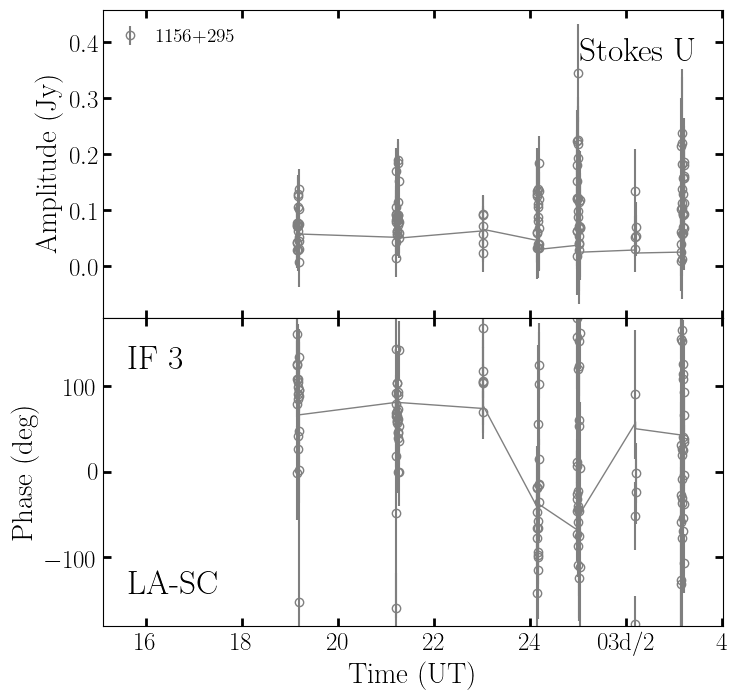 1156+295
Stokes U
0.4
0.3
0.2
0.1
0.0
Amplitude (Jy)
IF 3
100
0
−100
Phase (deg)
LA-SC
16 18 20 22 24 03d/2 4
Time (UT)